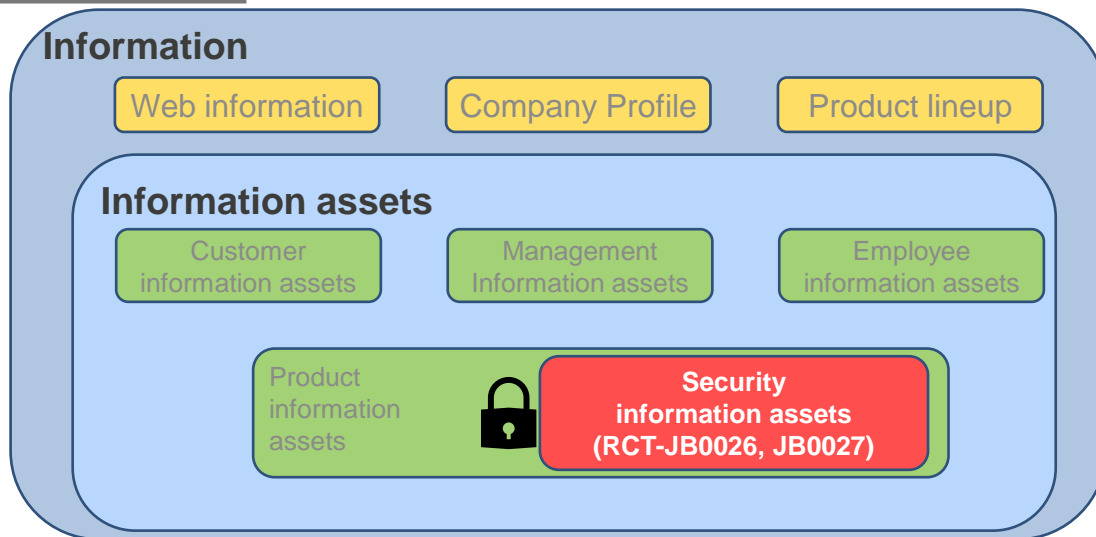 Information
Web information
Company Profile
Product lineup
Information assets
Customer
information assets
Management
Information assets
Employee
information assets
Product
information
assets
Security
information assets
(RCT-JB0026, JB0027)